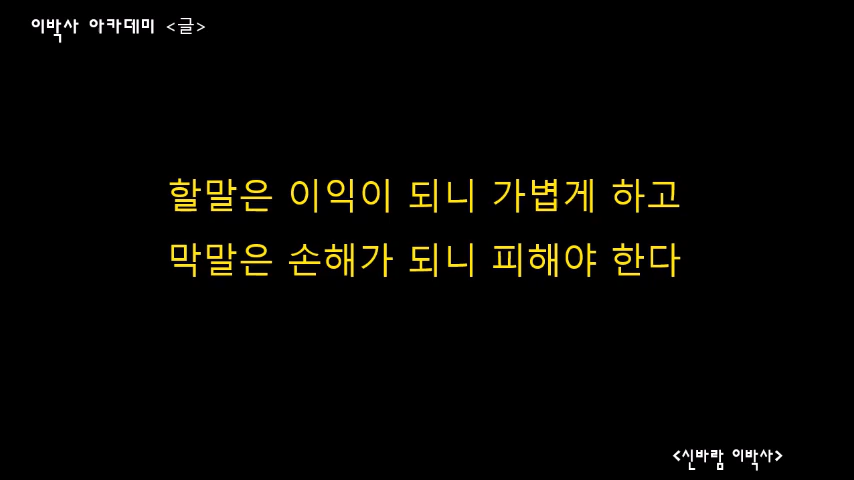 이박사 아카데미 <글>
할말은 이익이 되니 가볍게 하고
막말은 손해가 되니 피해야 한다
<신바람 이박사>